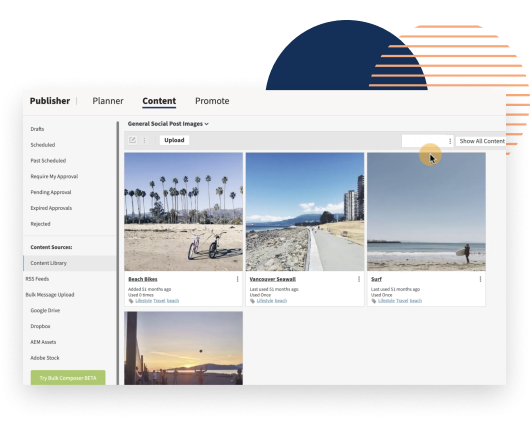 Publisher
Planner
Content
Promote
Drafts
Scheduled
Past Scheduled
Require My Approval
Pending Approval
Expired Approvals
Rejected
Content Sources:
Content Library
RSS Feeds
Bulk Message Upload
Google Drive
Dropbox
AEM Assets
Adobe Stock
Try Bulk Composer BETA
General Social Post Images
Upload
Show All Content
Beach Bikes
Added 51 months ago
Used 0 times
Lifestyle Travel beach
Vancouver Seawall
Last used 51 months ago
Used Once
Lifestyle beach
Surf
Last used 51 months ago
Used Once
Lifestyle Travel beach